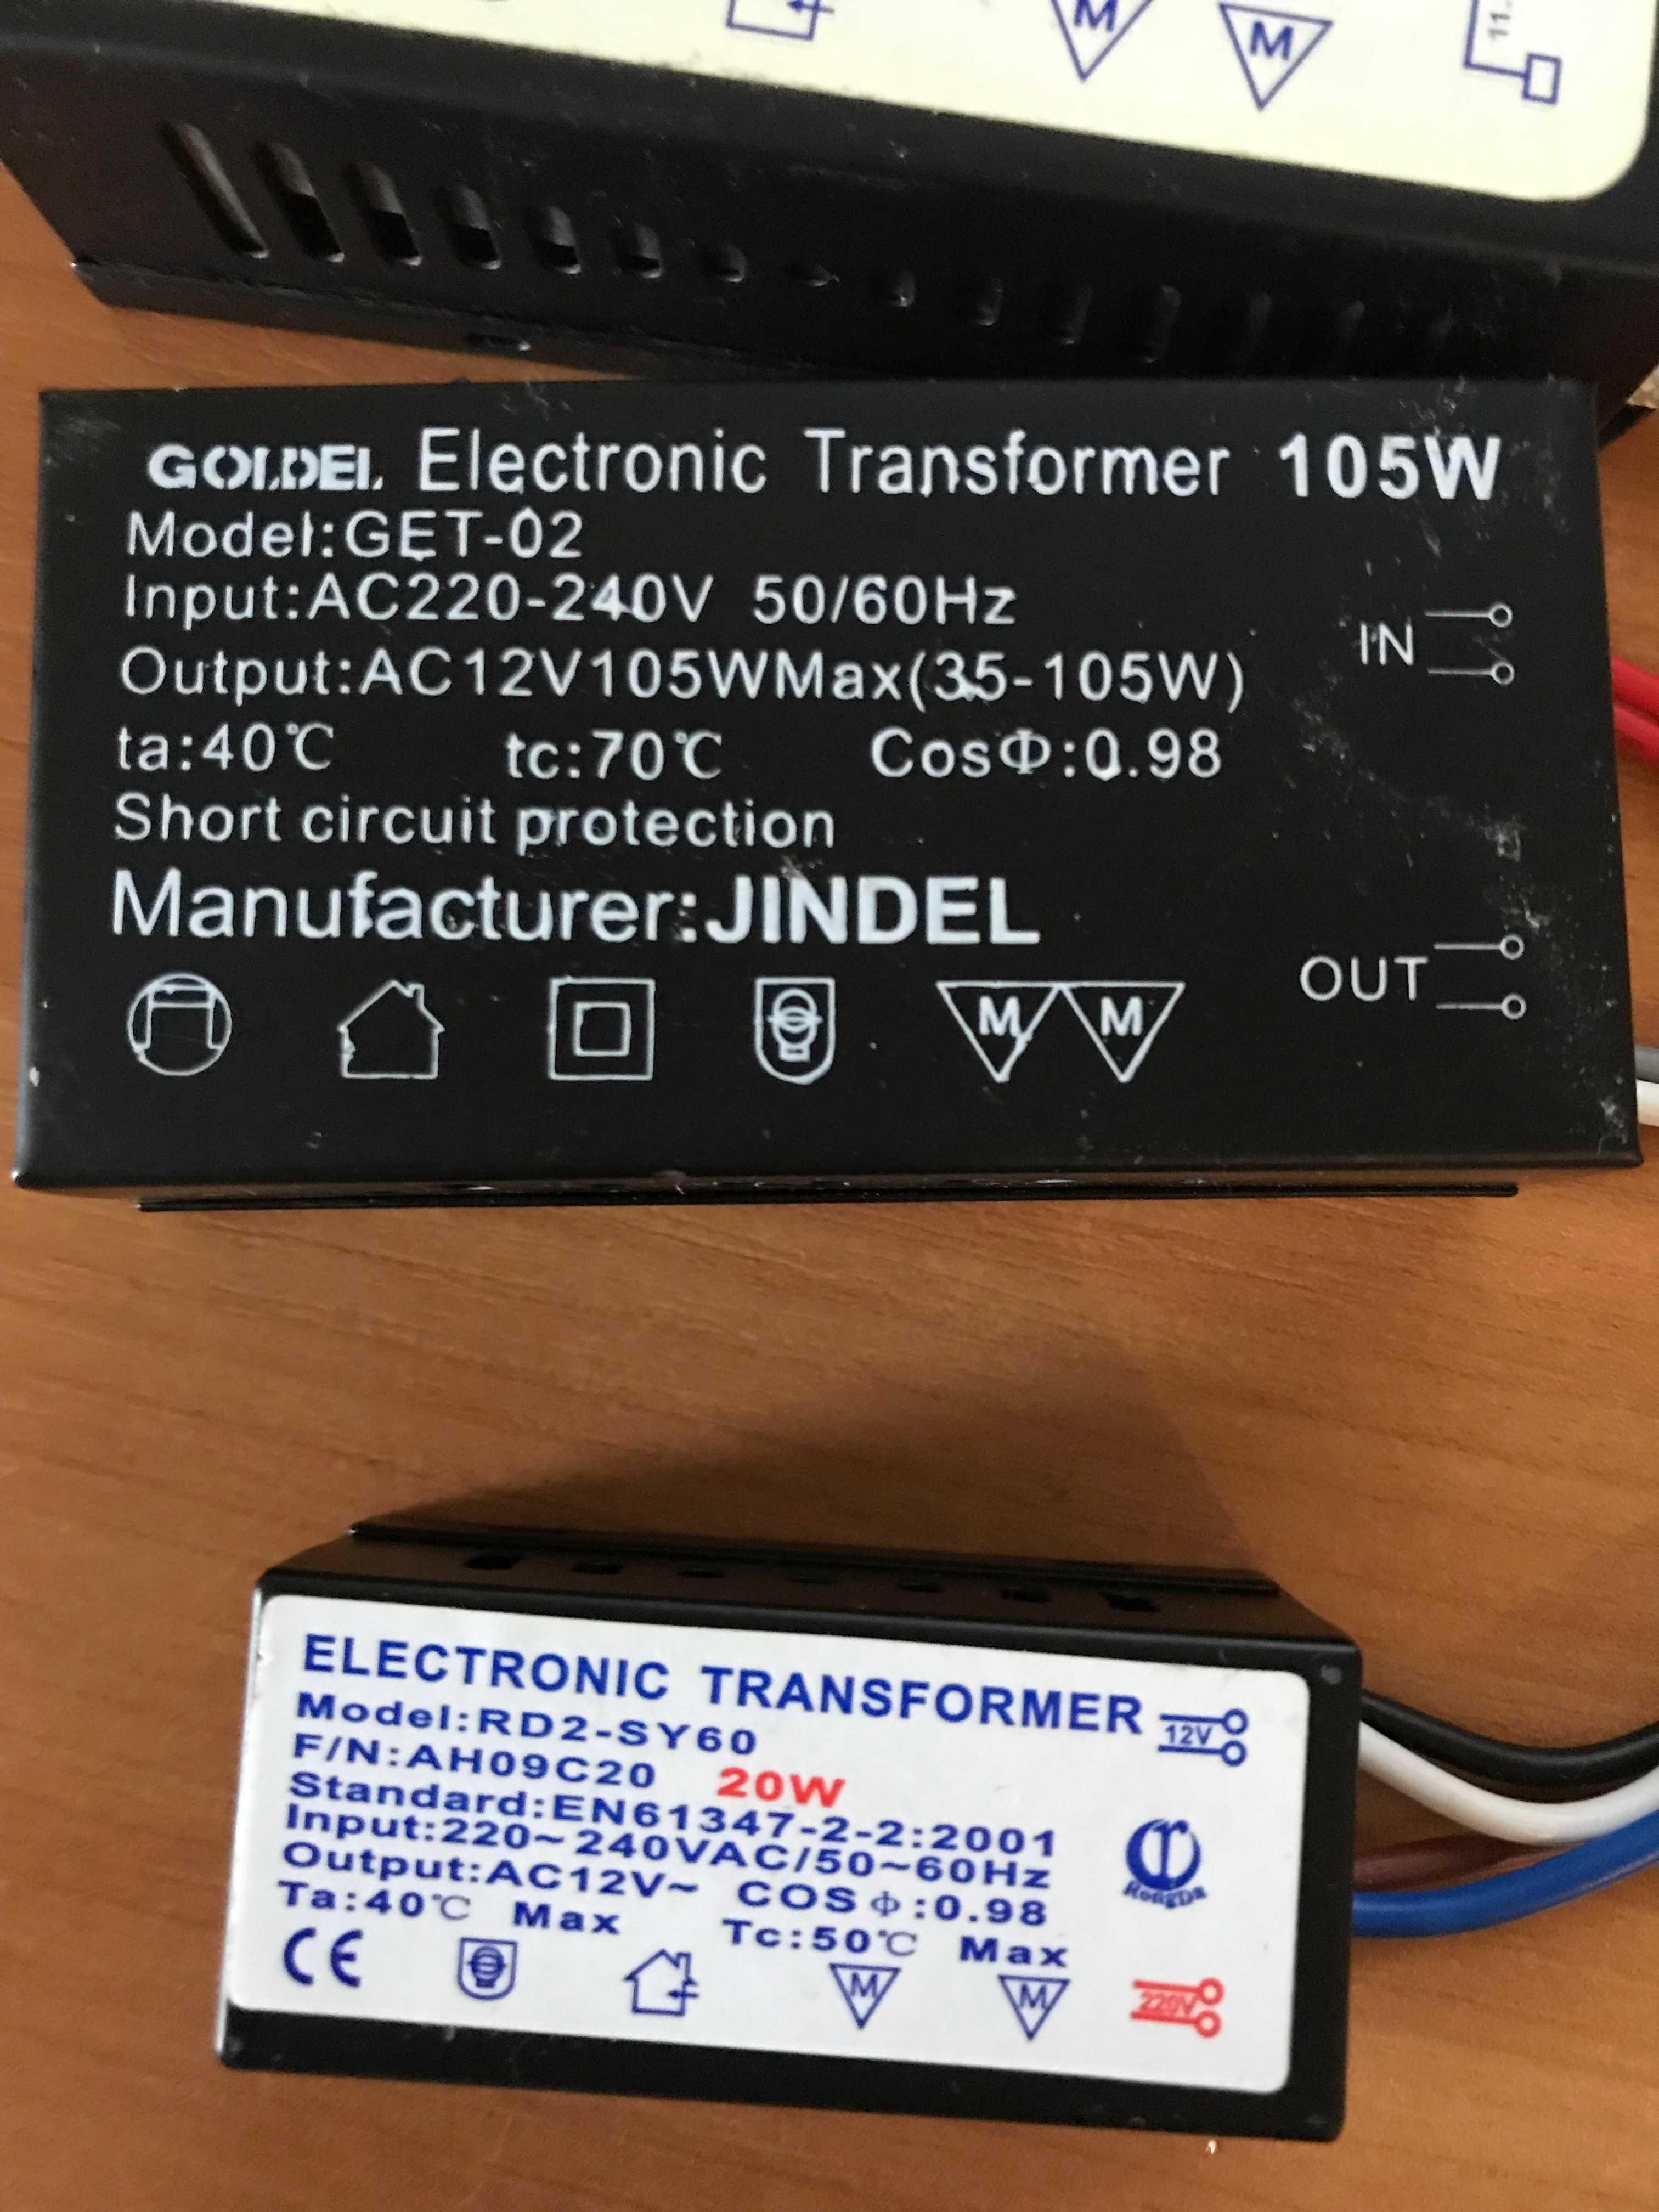 M
M
11.
GOLDEL Electronic Transformer 105W
Model:GET-02
Input:AC220-240V 50/60Hz
Output:AC12V105WMax(35-105W)
ta:40℃ tc:70℃ CosΦ:0.98
Short circuit protection
Manufacturer:JINDEL
M M
IN
OUT
ELECTRONIC TRANSFORMER
12V
Model:RD2-SY60
F/N:AH09C20 20W
Standard:EN61347-2-2:2001
Input:220~240VAC/50~60Hz
Output:AC12V~ COS ϕ:0.98
Ta:40℃ Max Tc:50℃ Max
RongDa
CE M M
220V